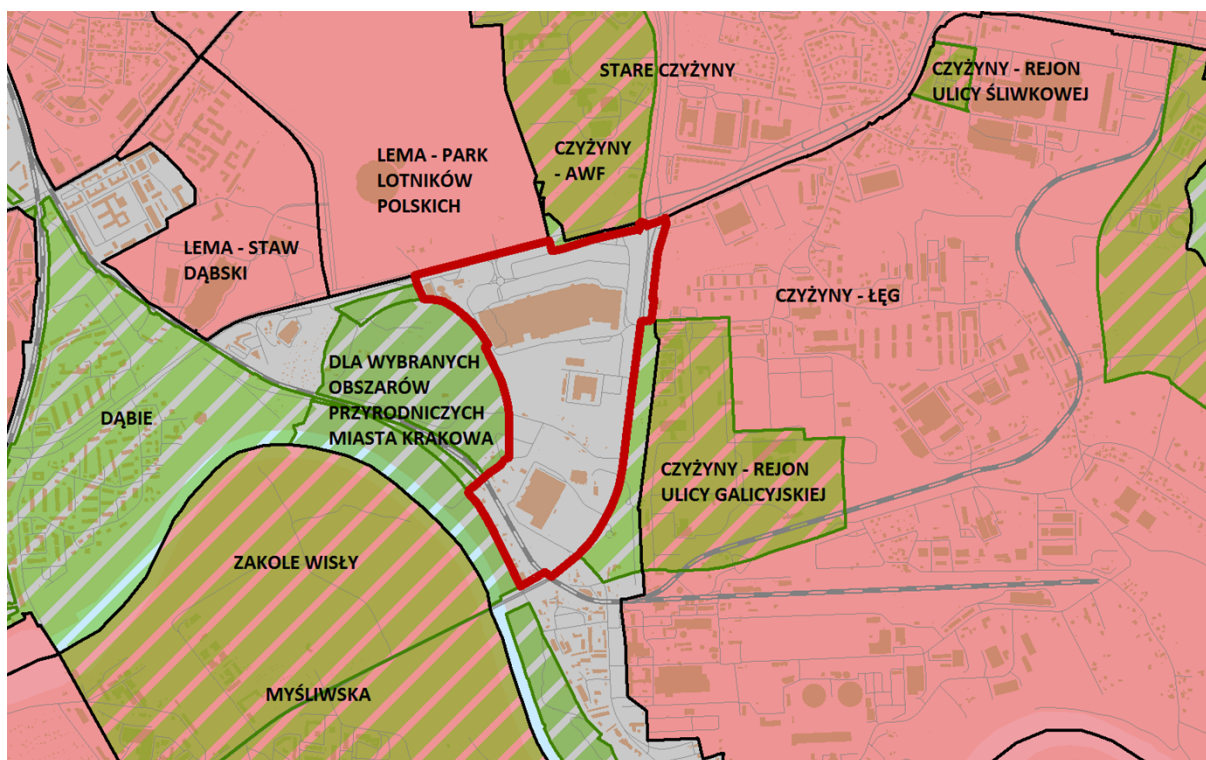 STARE CZYŻYNY
CZYŻYNY - REJON
ULICY ŚLIWKOWEJ
LEMA - PARK
LOTNIKÓW
POLSKICH
CZYŻYNY
- AWF
LEMA - STAW
DĄBSKI
CZYŻYNY - ŁĘG
DLA WYBRANYCH
OBSZARÓW
PRZYRODNICZYCH
MIASTA KRAKOWA
DĄBIE
CZYŻYNY - REJON
ULICY GALICYJSKIEJ
ZAKOLE WISŁY
MYŚLIWSKA